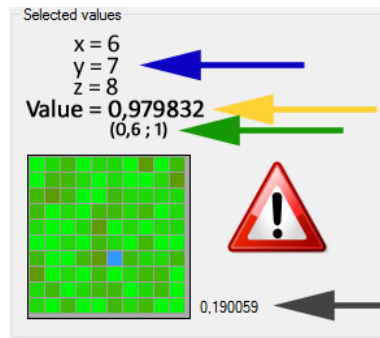 Selected values
x = 6
y = 7
z = 8
Value = 0,979832
(0,6 ; 1)
!
0,190059